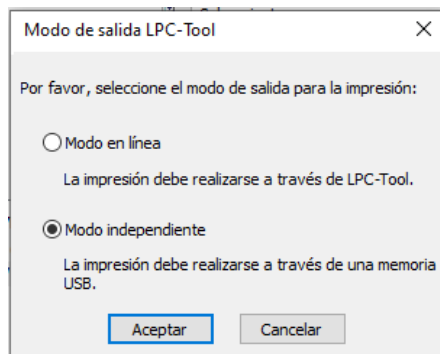 Modo de salida LPC-Tool
Por favor, seleccione el modo de salida para la impresión:
Modo en línea
La impresión debe realizarse a través de LPC-Tool.
Modo independiente
La impresión debe realizarse a través de una memoria
USB.
Aceptar
Cancelar